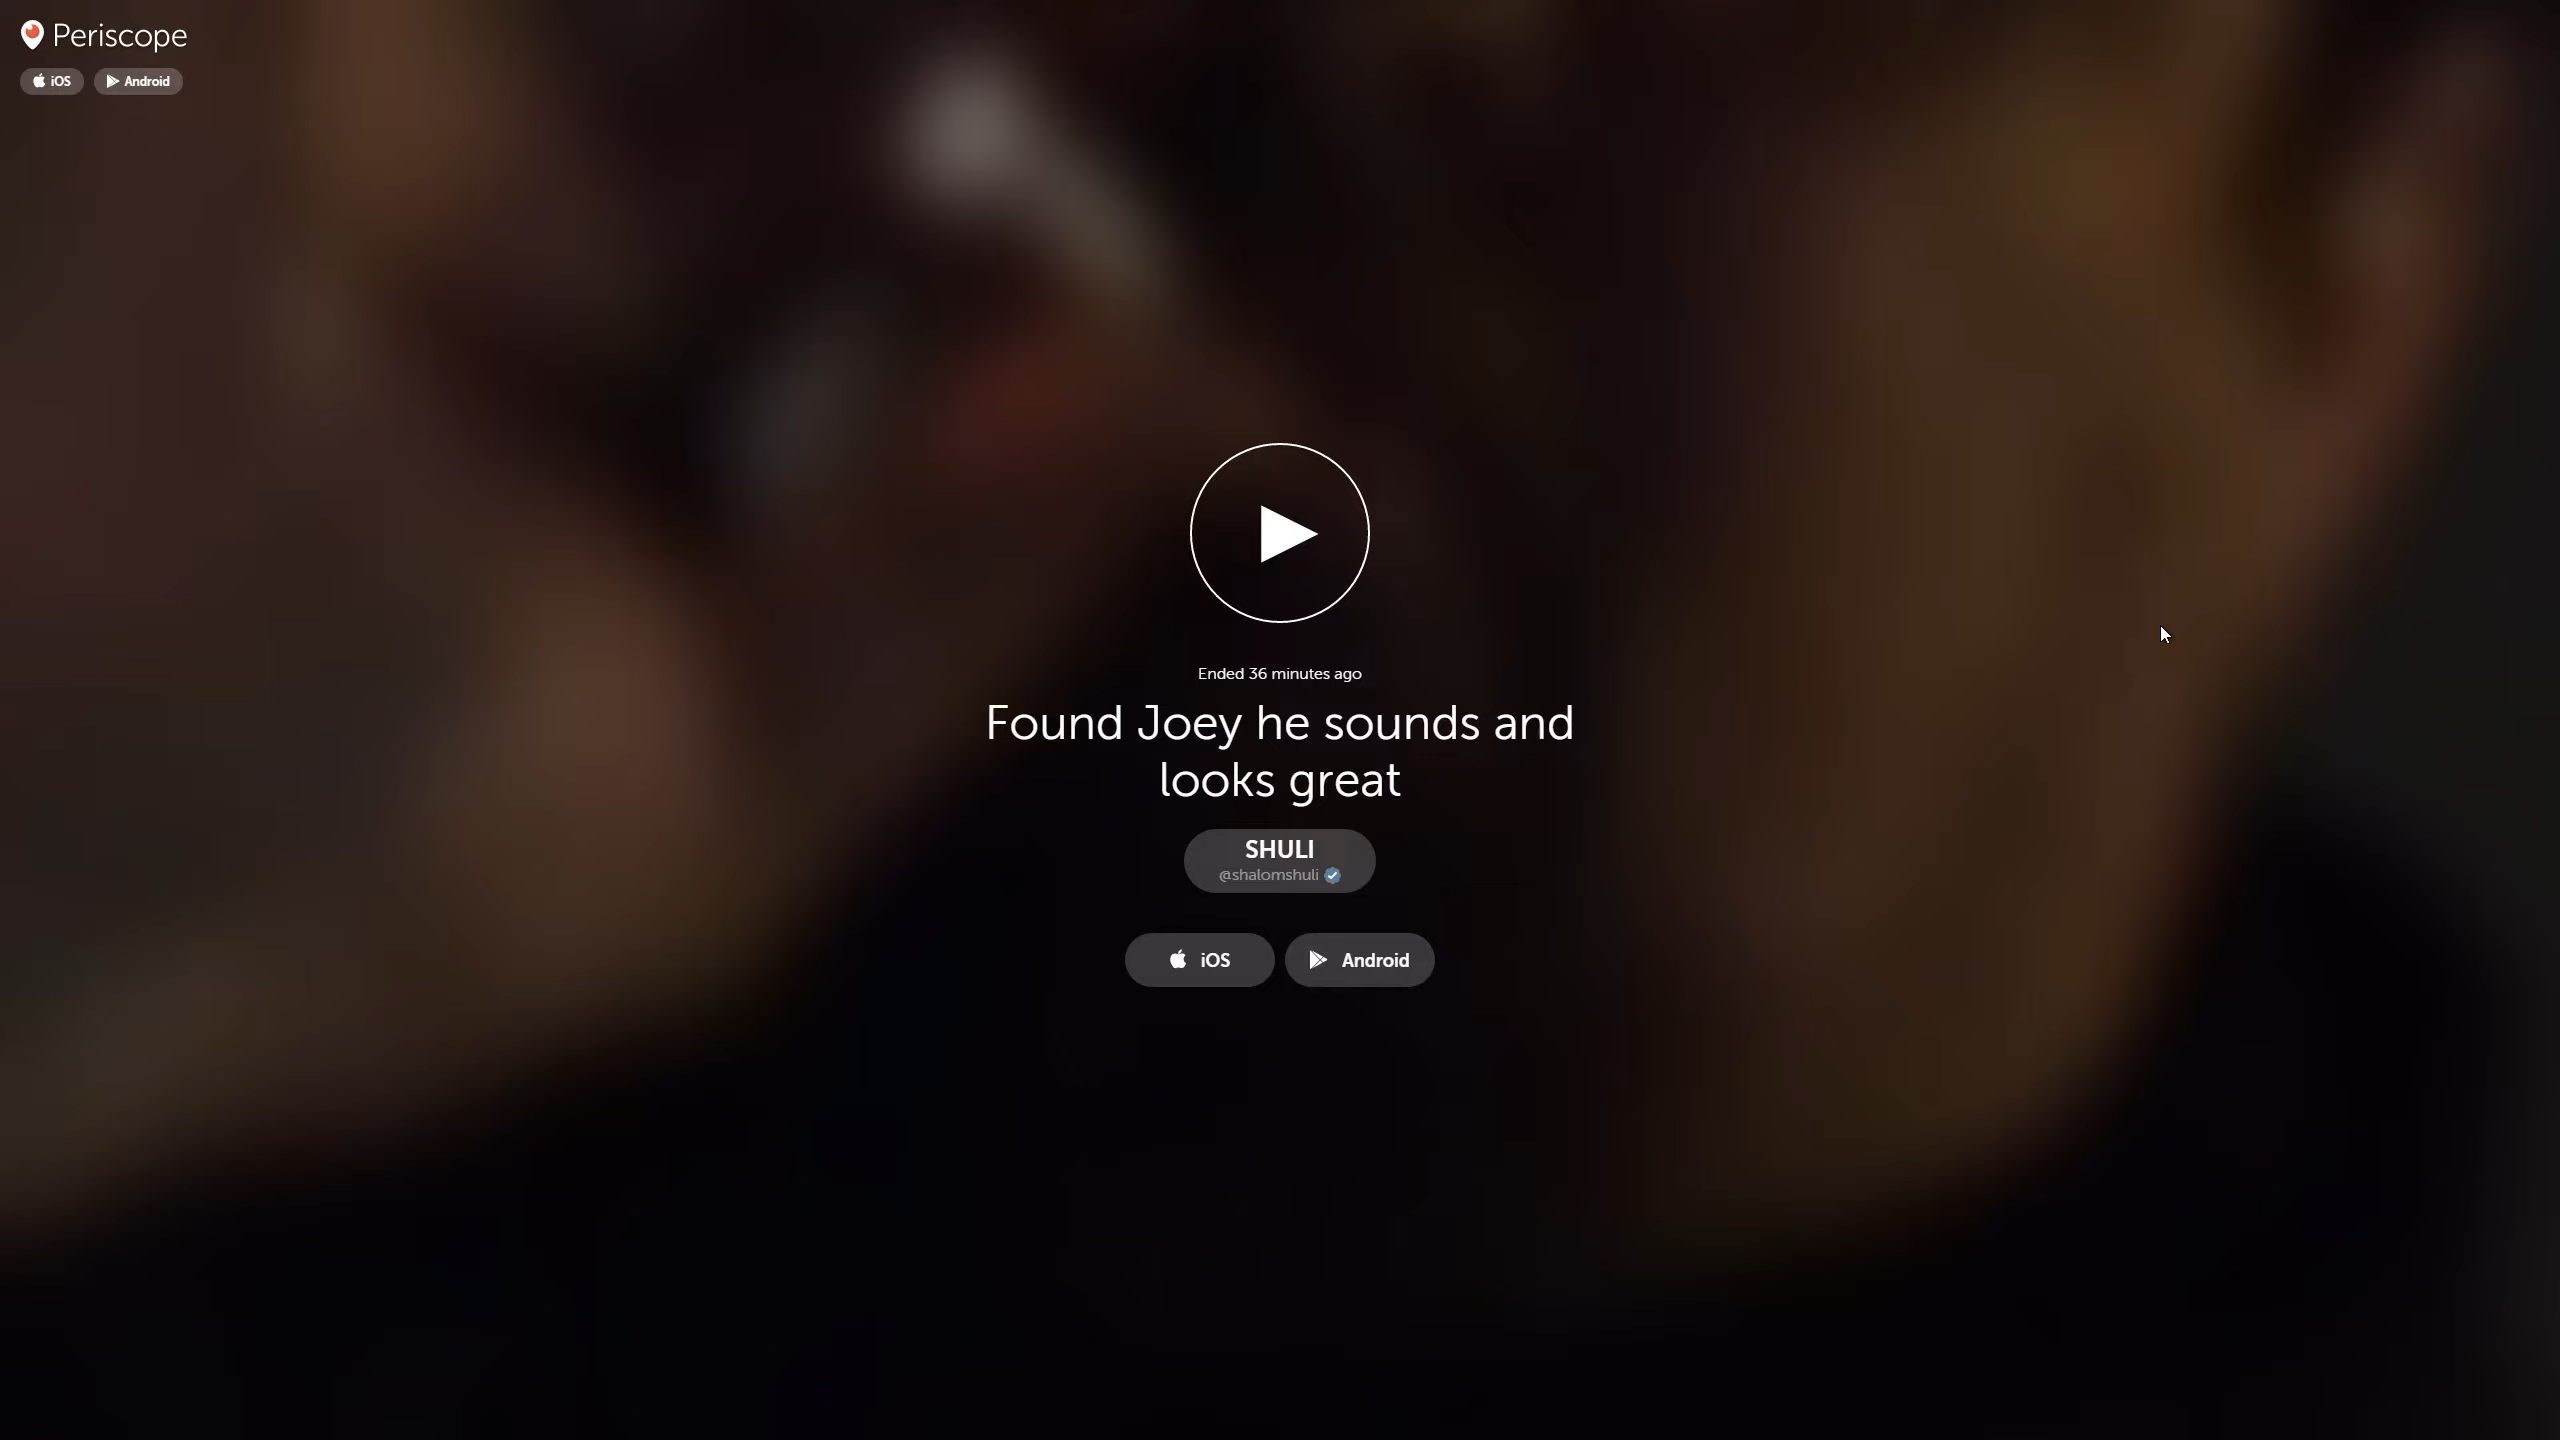 Periscope
iOS
Android
Ended 36 minutes ago
Found Joey he sounds and
looks great
SHULI
@shalomshuli
iOS
Android